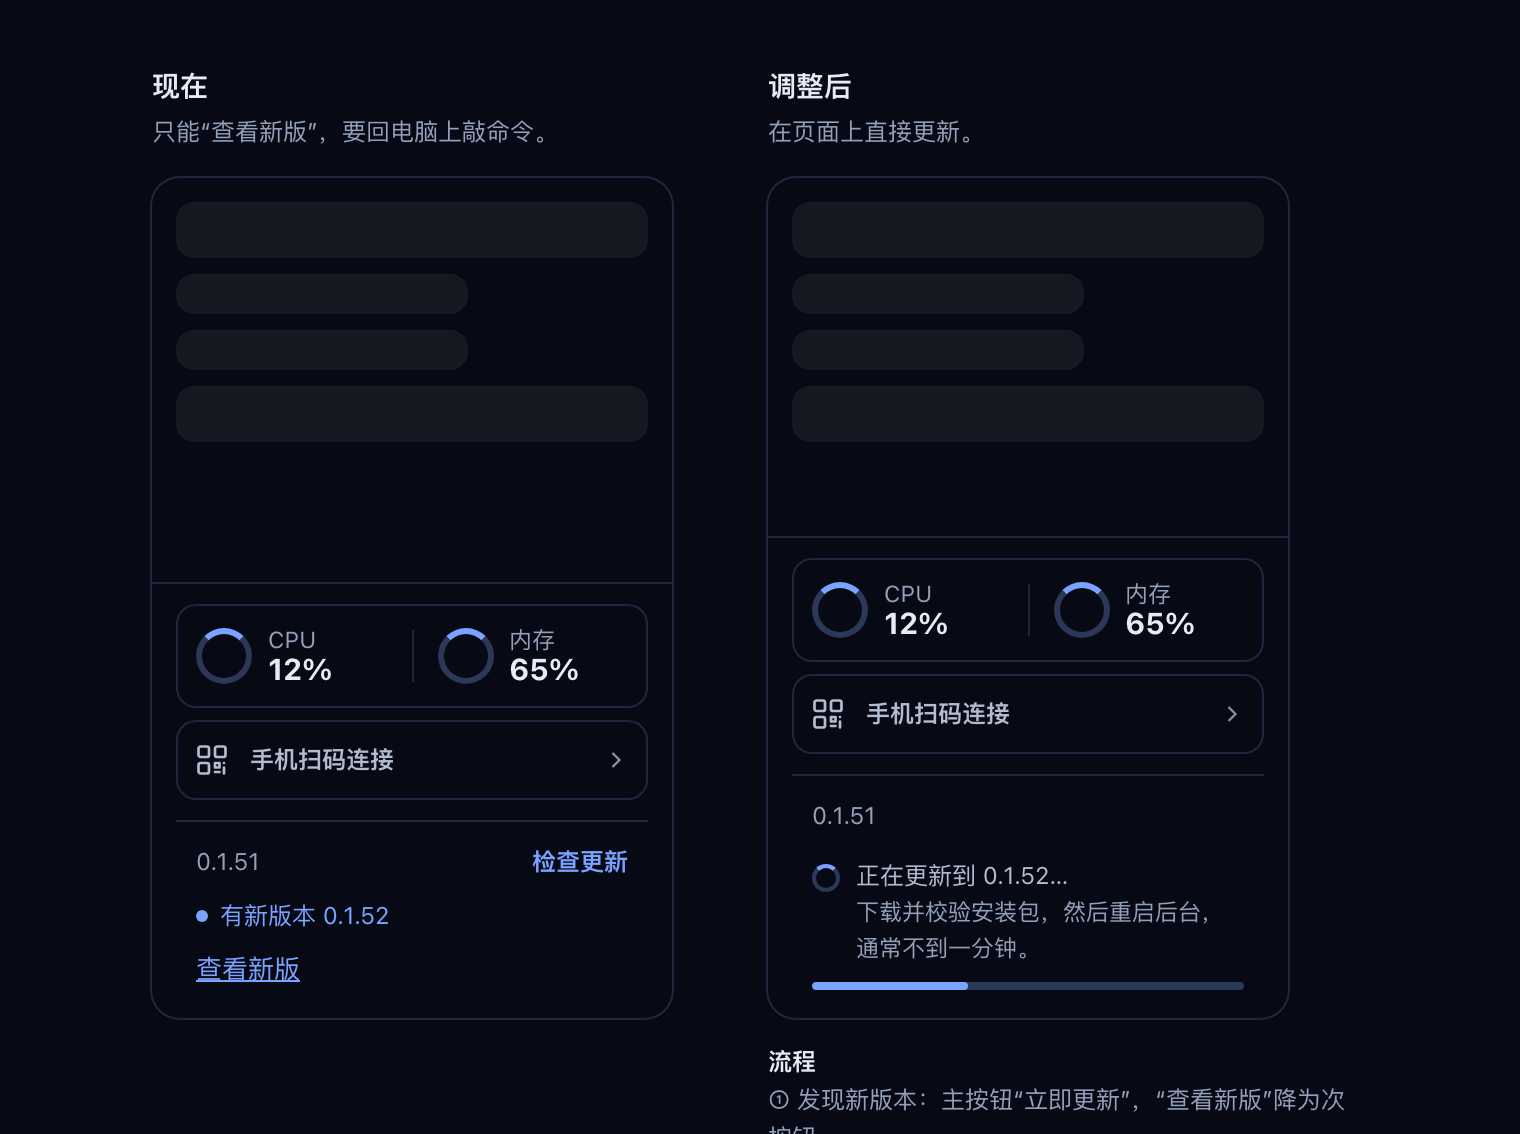 现在
只能“查看新版”，要回电脑上敲命令。
CPU
12%
内存
65%
手机扫码连接
0.1.51
检查更新
有新版本 0.1.52
查看新版
调整后
在页面上直接更新。
CPU
12%
内存
65%
手机扫码连接
0.1.51
正在更新到 0.1.52...
下载并校验安装包，然后重启后台，
通常不到一分钟。
流程
① 发现新版本：主按钮“立即更新”，“查看新版”降为次
按钮